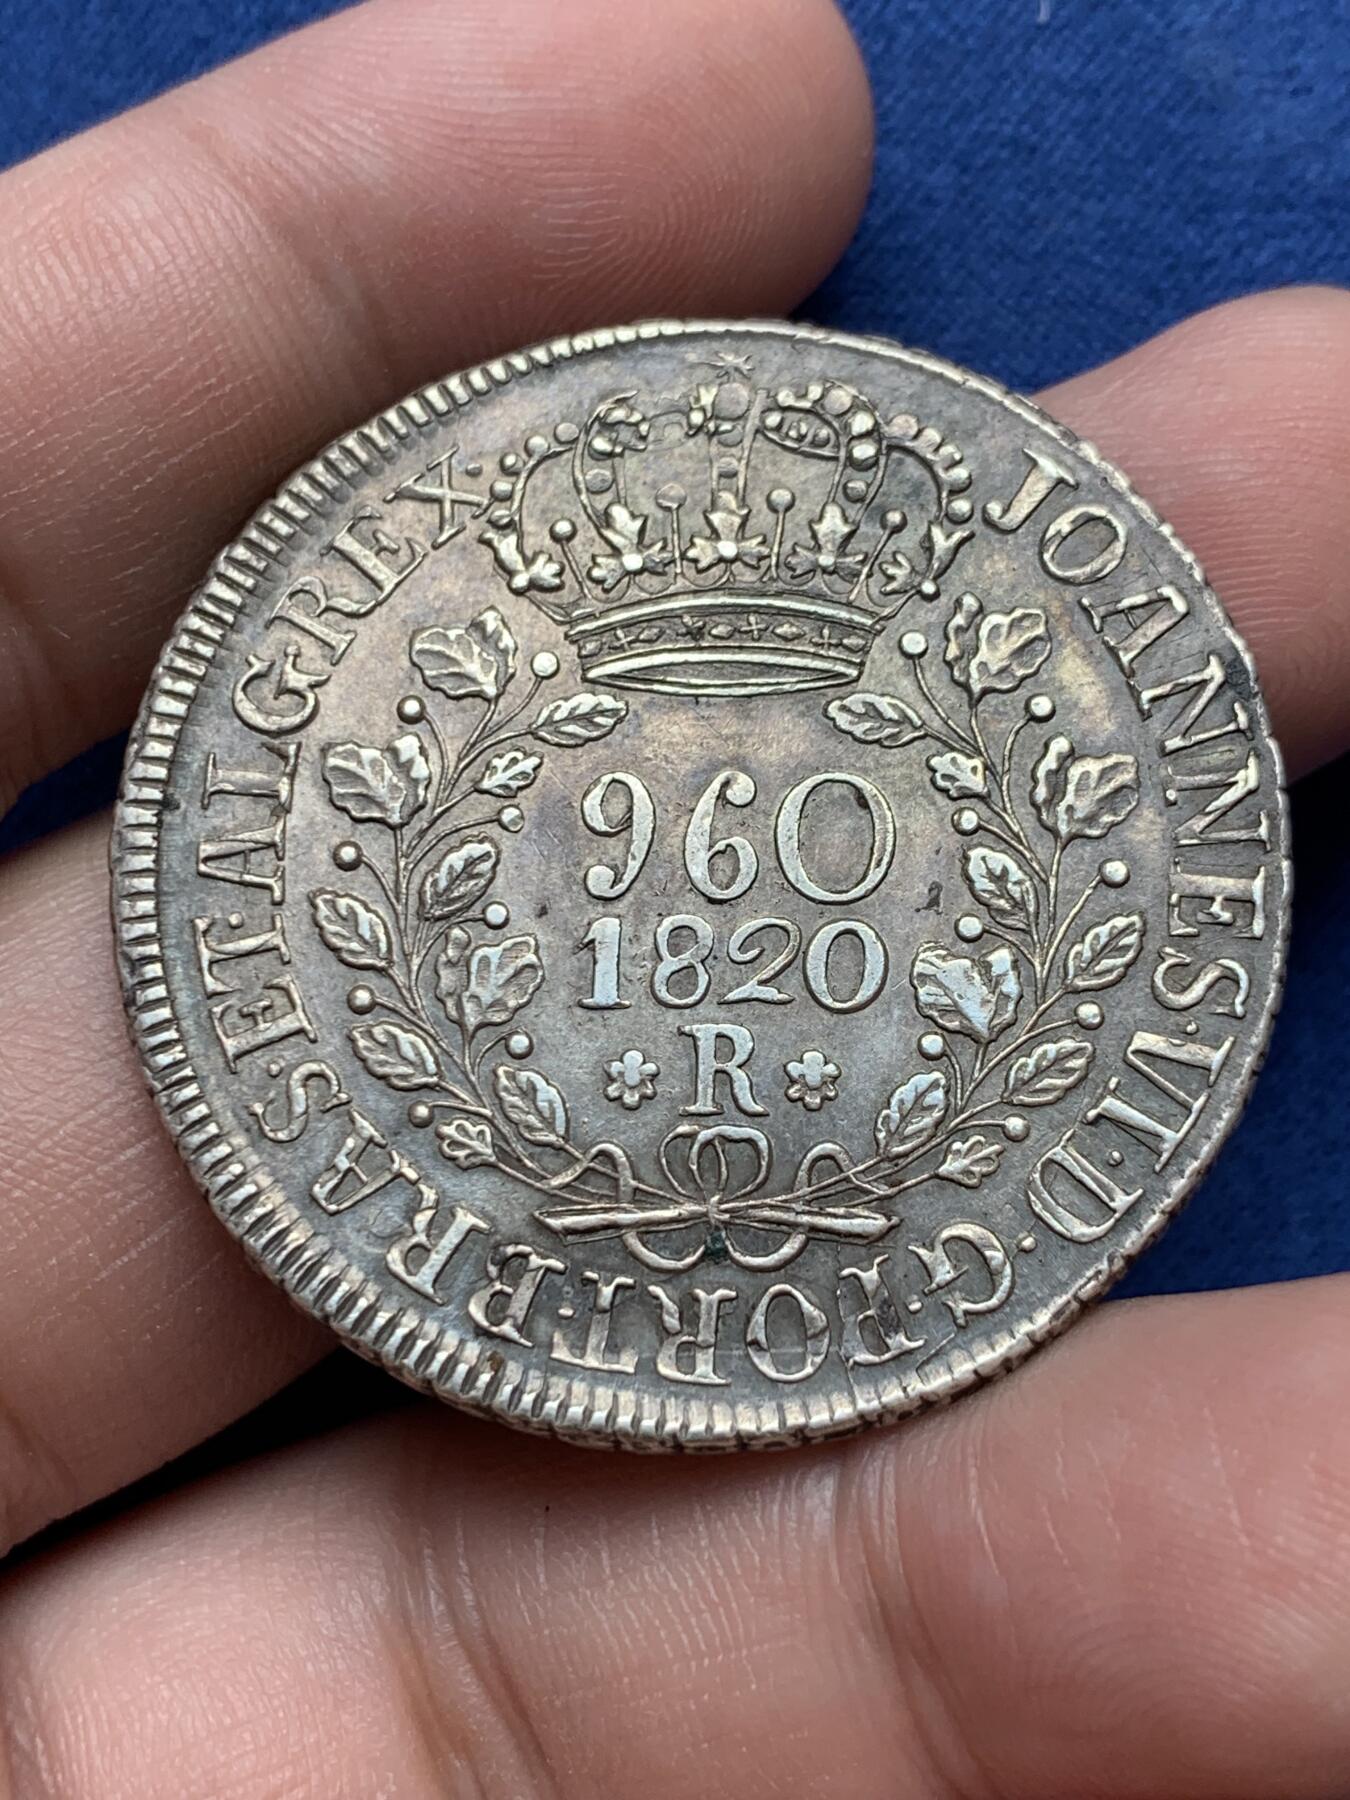 JOANNES·VI·D·G·PORT·BRAS·ET·ALG·REX·
960
1820
R